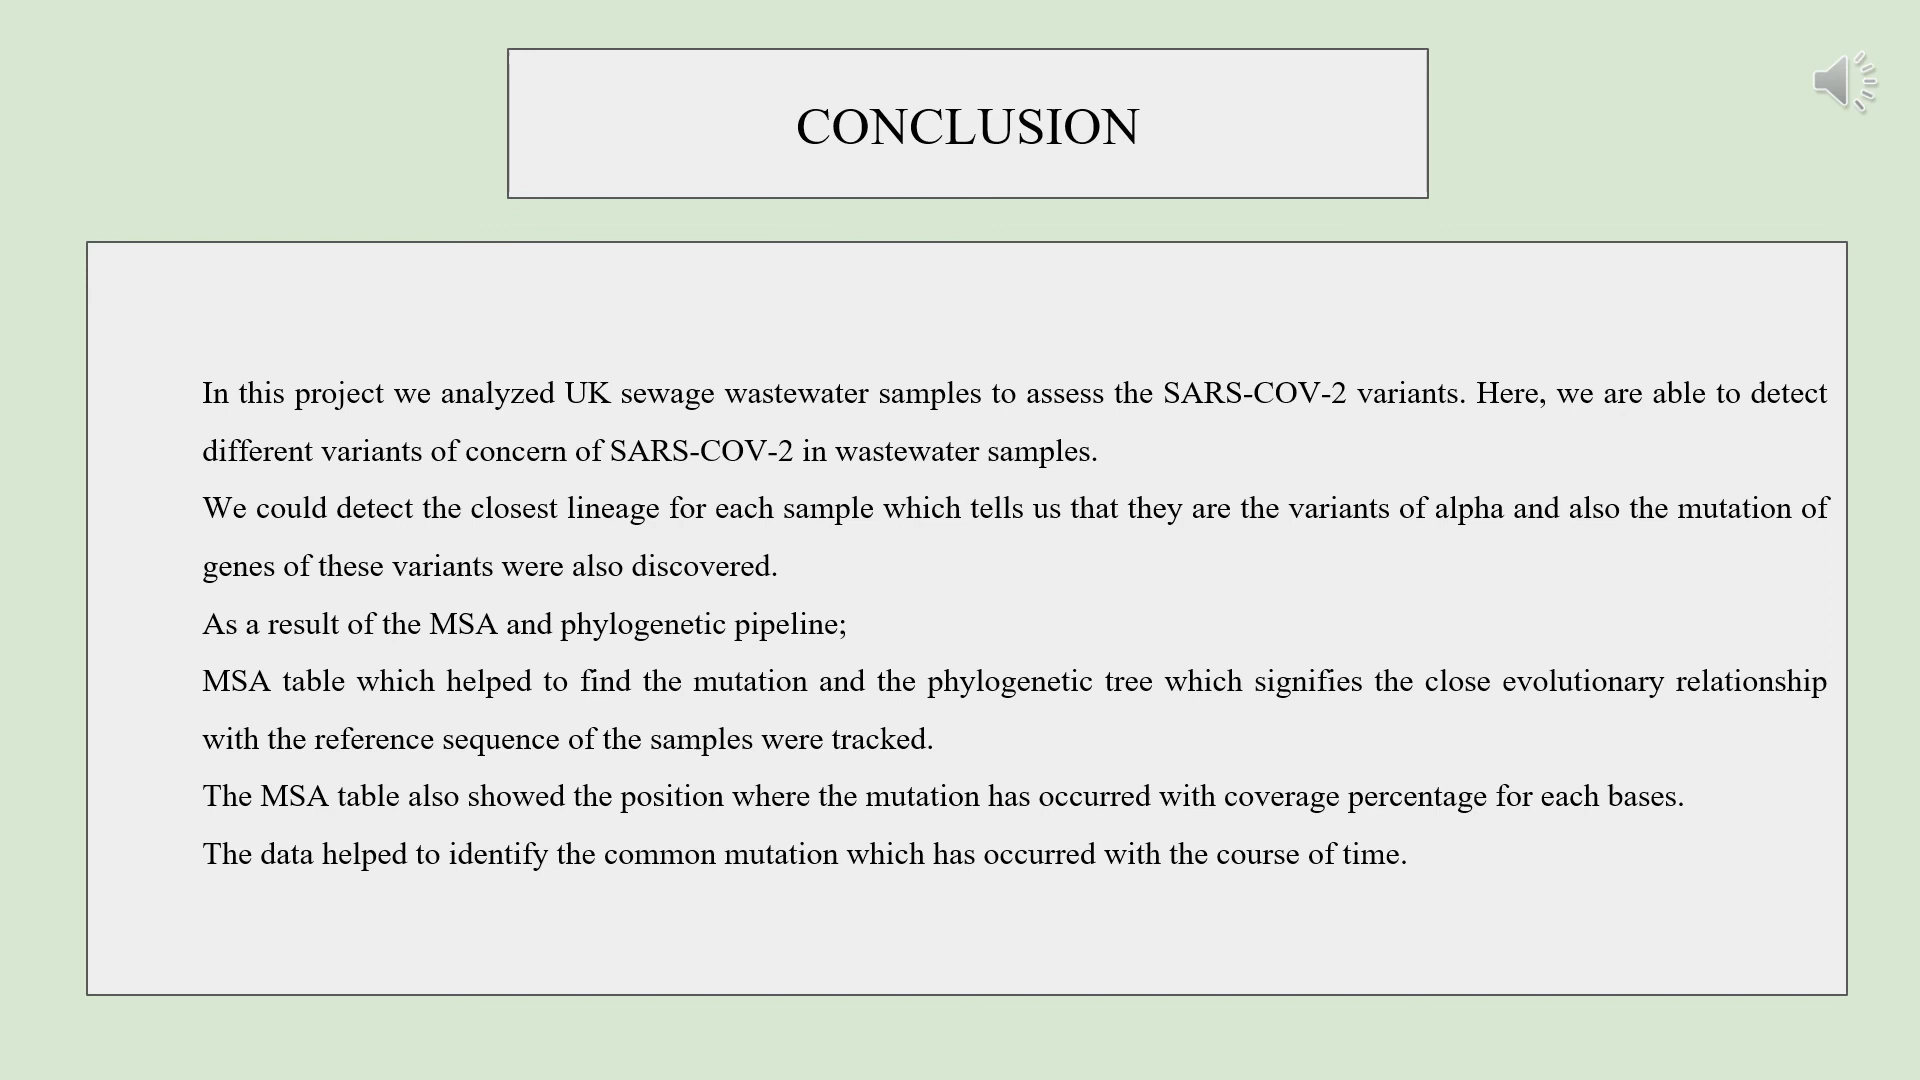 CONCLUSION
In this project we analyzed UK sewage wastewater samples to assess the SARS-COV-2 variants. Here, we are able to detect
different variants of concern of SARS-COV-2 in wastewater samples.
We could detect the closest lineage for each sample which tells us that they are the variants of alpha and also the mutation of
genes of these variants were also discovered.
As a result of the MSA and phylogenetic pipeline;
MSA table which helped to find the mutation and the phylogenetic tree which signifies the close evolutionary relationship
with the reference sequence of the samples were tracked.
The MSA table also showed the position where the mutation has occurred with coverage percentage for each bases.
The data helped to identify the common mutation which has occurred with the course of time.